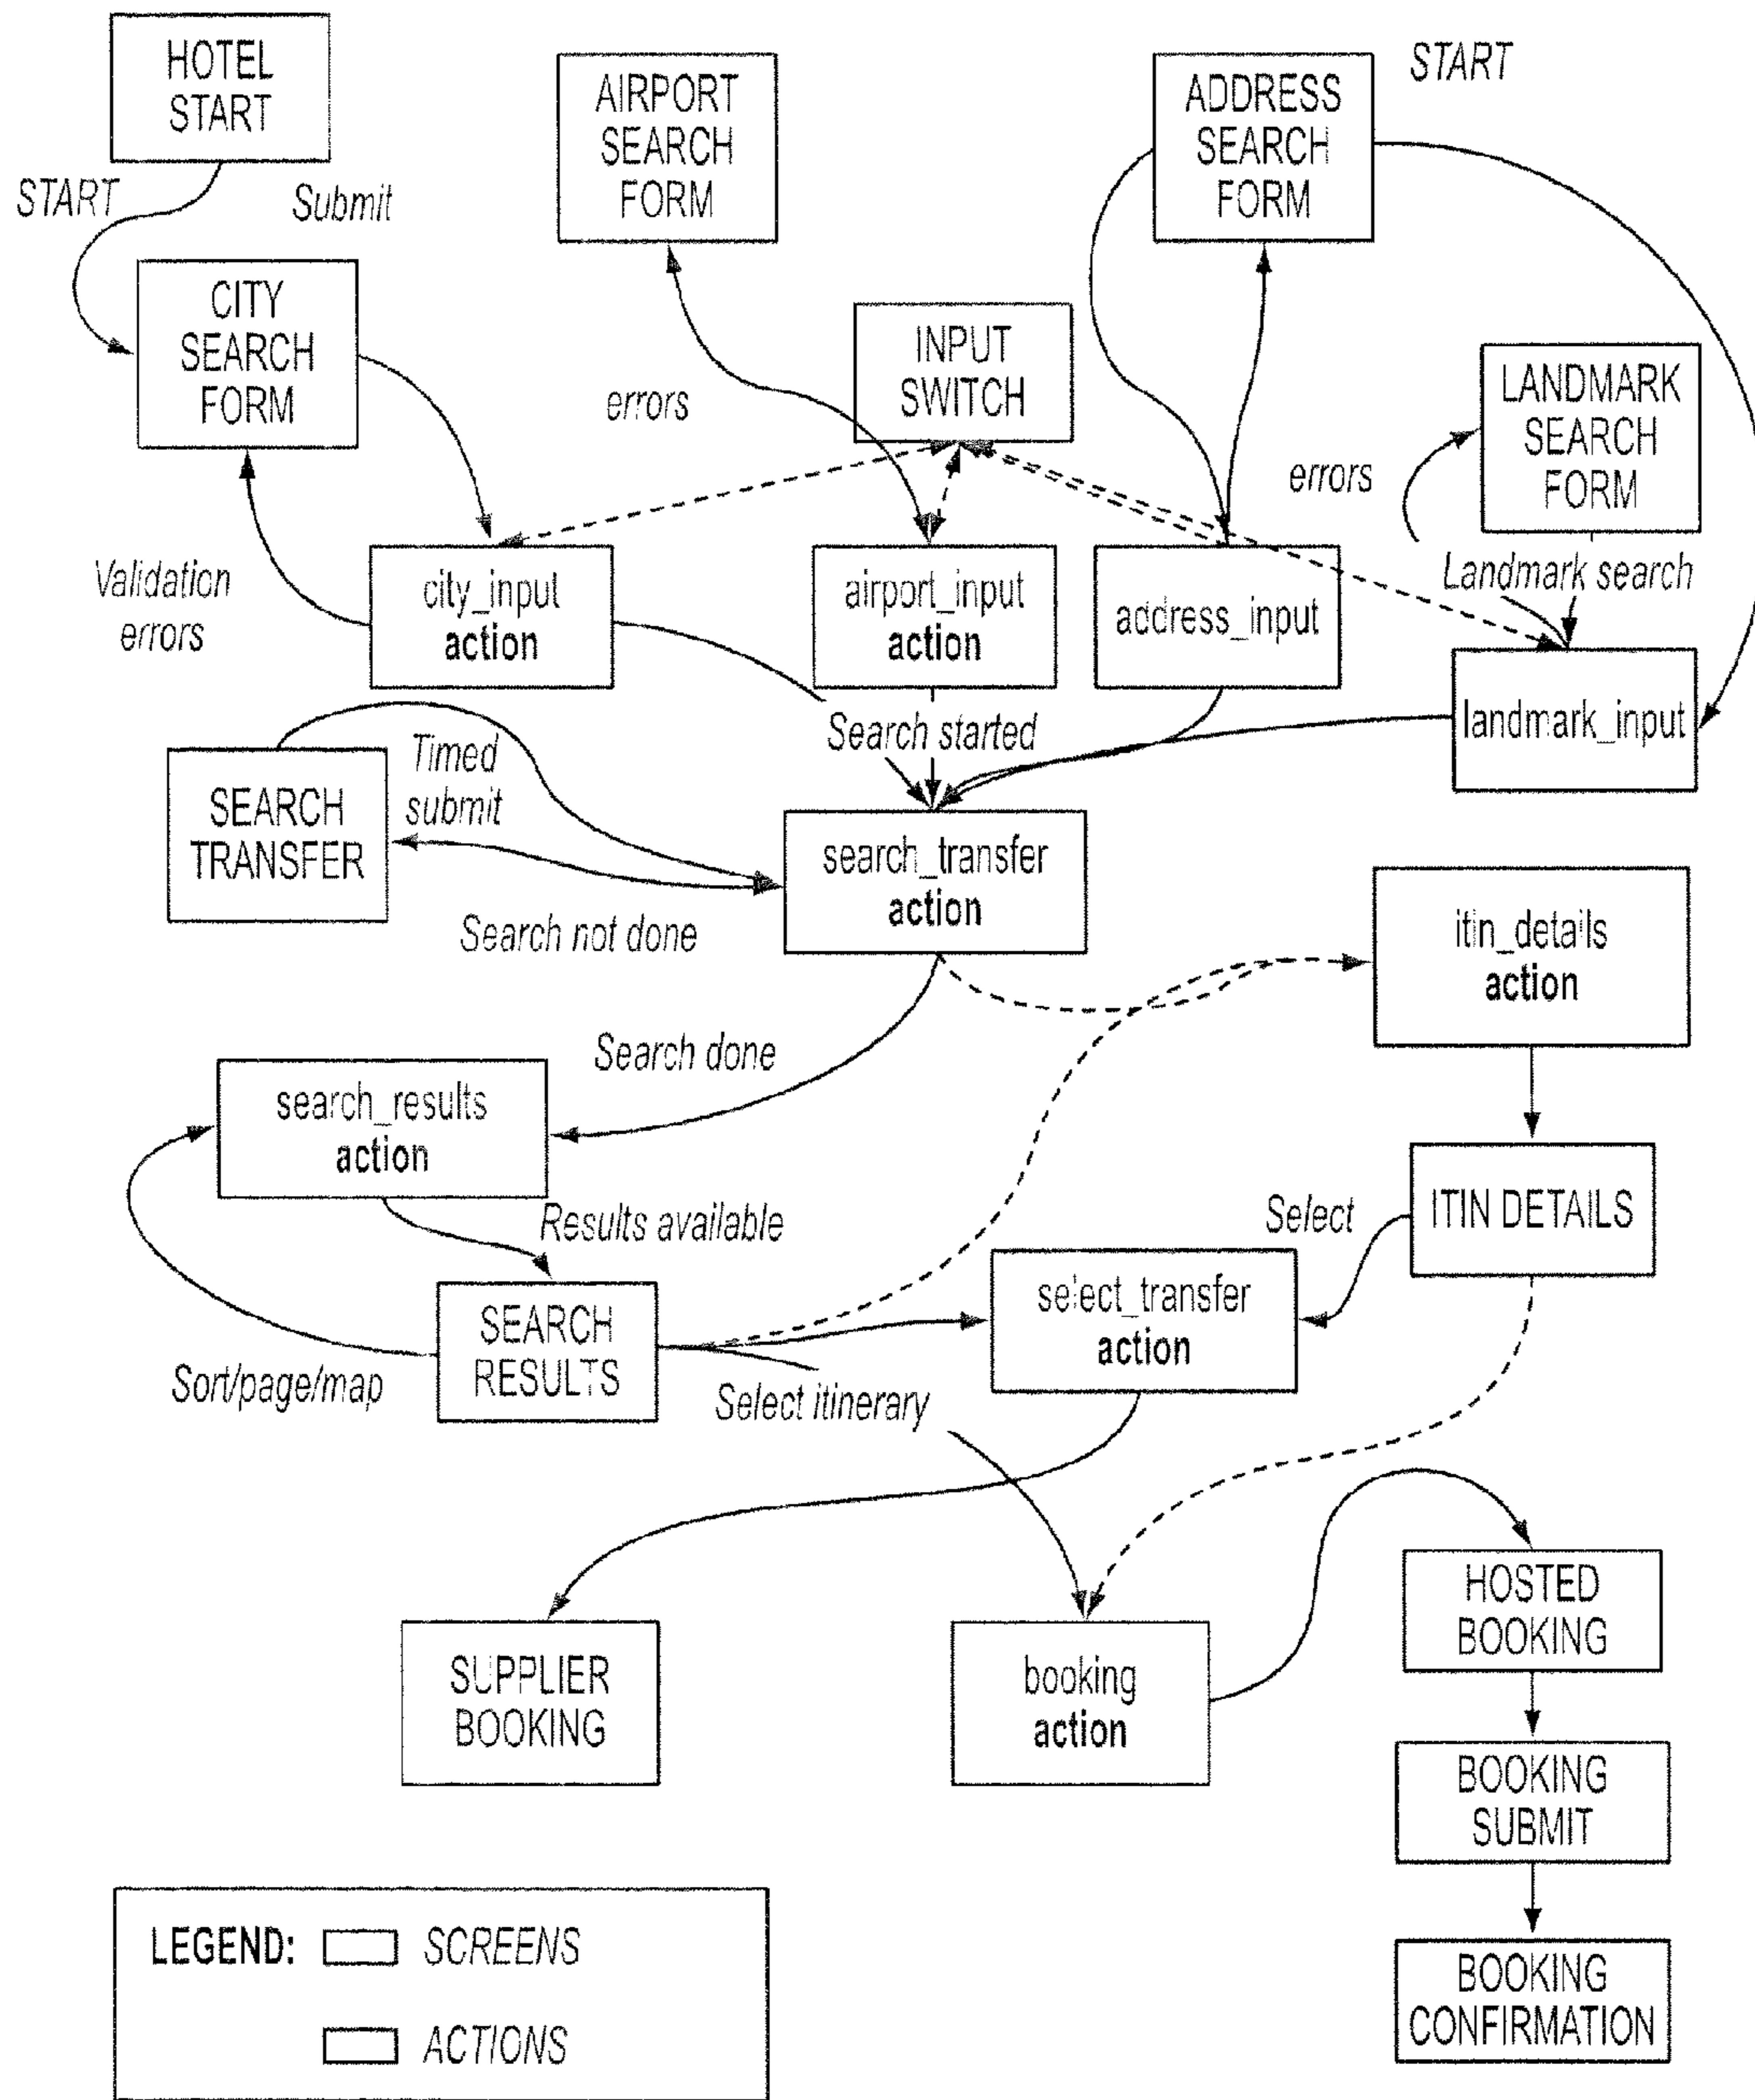 HOTEL
START
START
Submit
AIRPORT
SEARCH
FORM
ADDRESS
SEARCH
FORM
START
CITY
SEARCH
FORM
errors
INPUT
SWITCH
LANDMARK
SEARCH
FORM
errors
Validation
errors
city_input
action
airport_input
action
address_input
Landmark search
landmark_input
Search started
SEARCH
TRANSFER
Timed
submit
search_transfer
action
Search not done
itin_details
action
Search done
search_results
action
Results available
ITIN DETAILS
Select
select_transfer
action
SEARCH
RESULTS
Sort/page/map
Select itinerary
SUPPLIER
BOOKING
booking
action
HOSTED
BOOKING
BOOKING
SUBMIT
BOOKING
CONFIRMATION
LEGEND:
SCREENS
ACTIONS